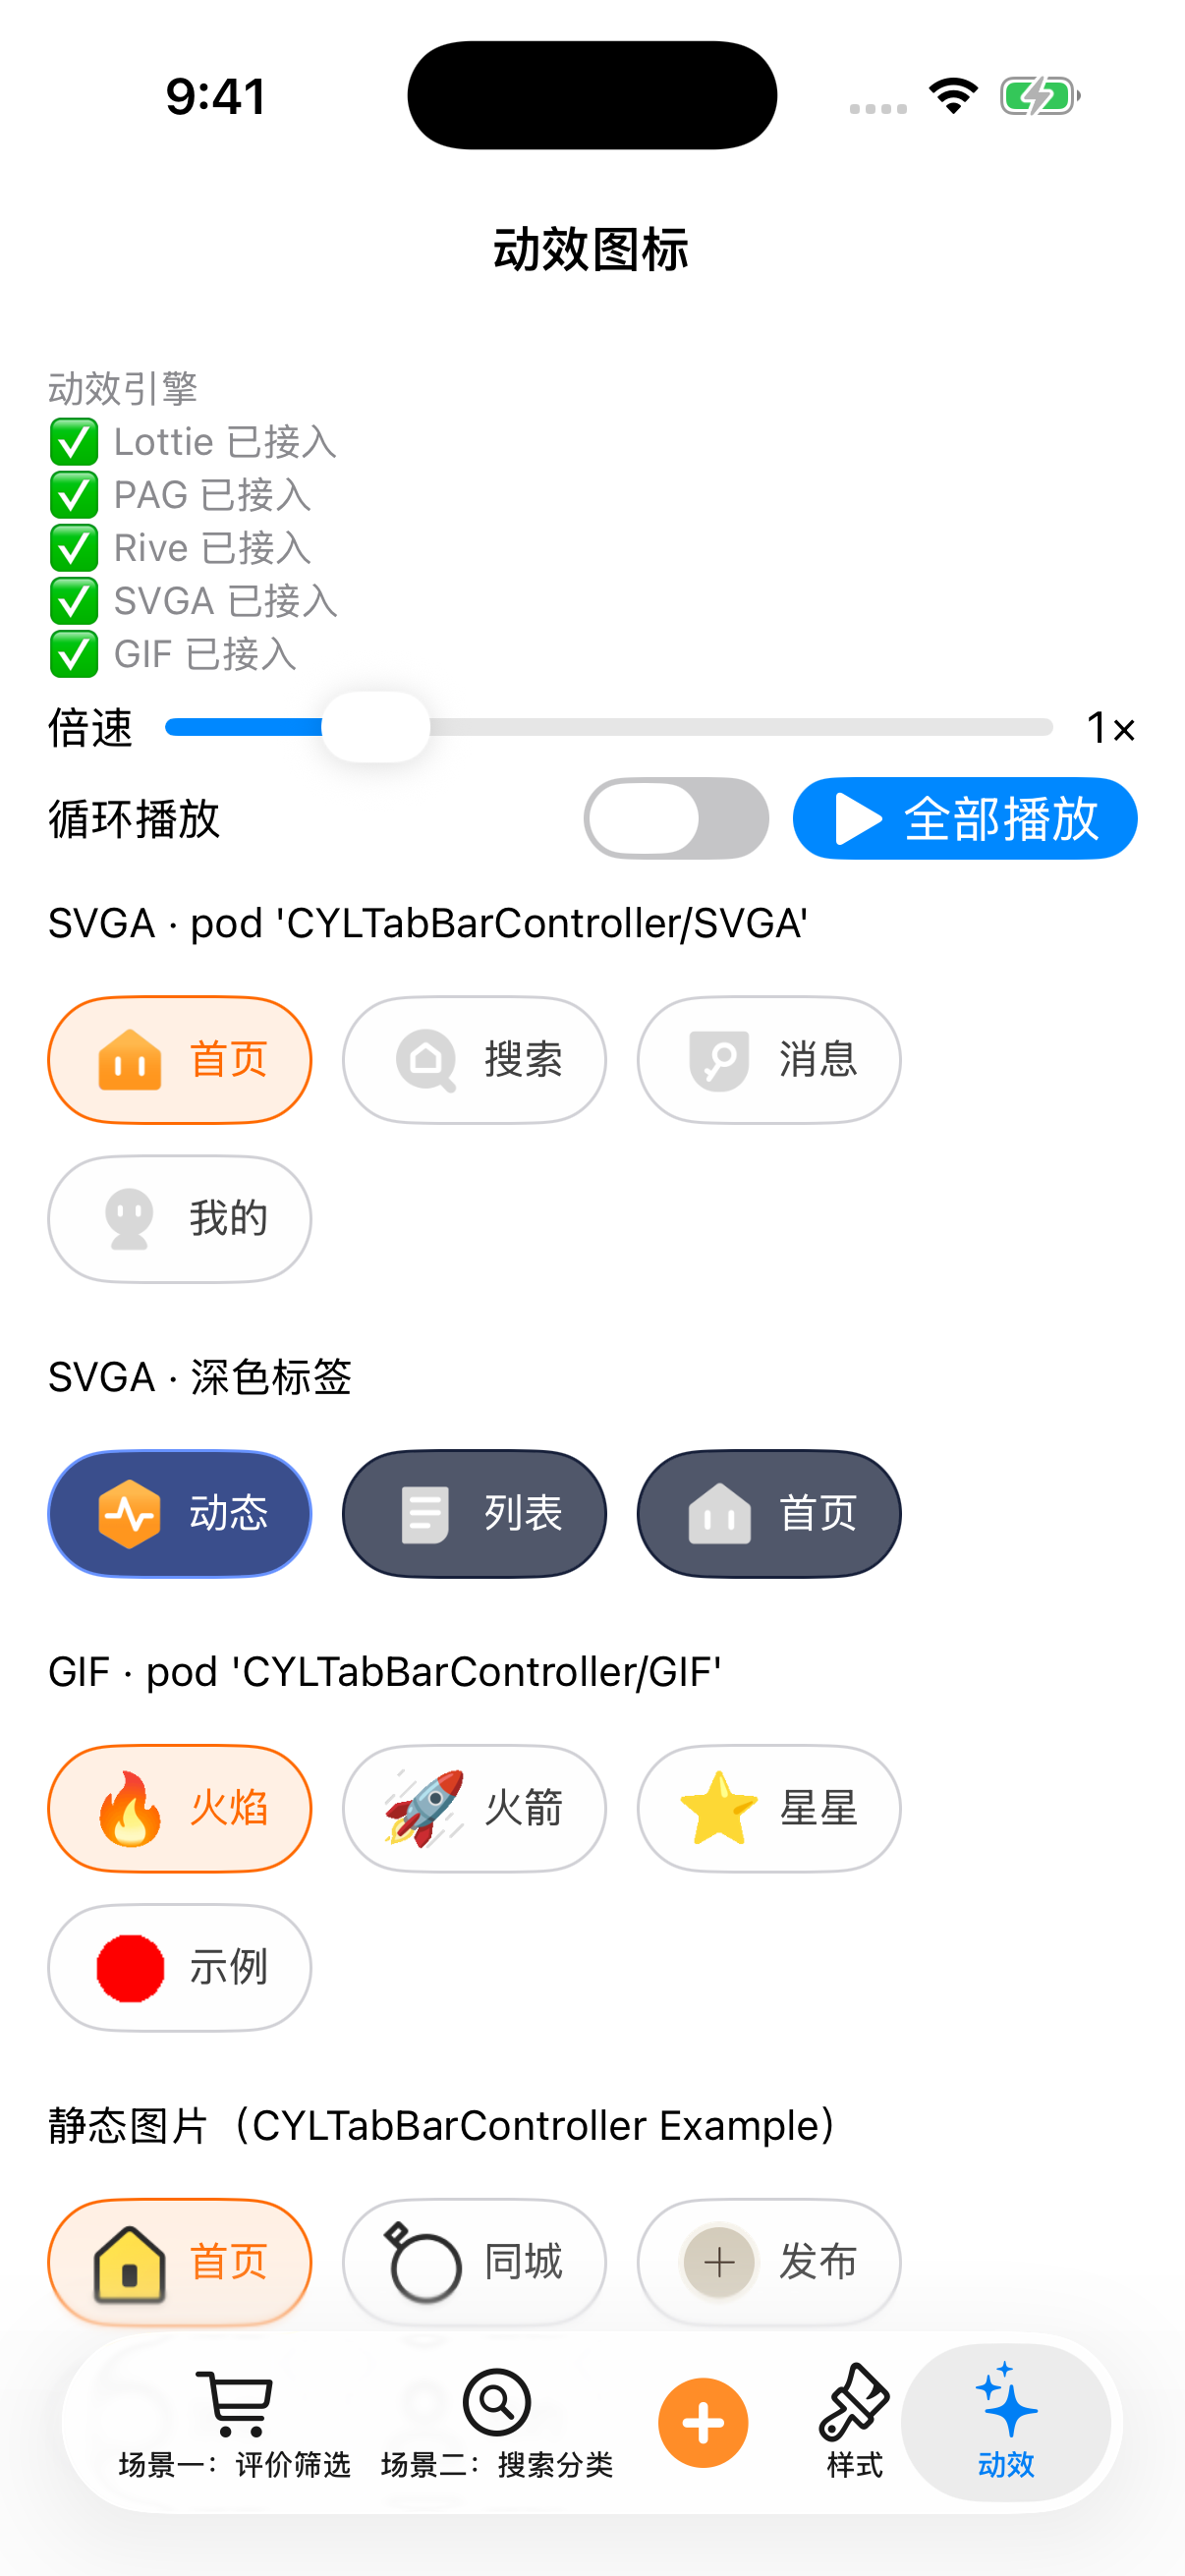 9:41
动效图标
动效引擎
✅ Lottie 已接入
✅ PAG 已接入
✅ Rive 已接入
✅ SVGA 已接入
✅ GIF 已接入
倍速 1×
循环播放 全部播放
SVGA · pod 'CYLTabBarController/SVGA'
首页 搜索 消息
我的
SVGA · 深色标签
动态 列表 首页
GIF · pod 'CYLTabBarController/GIF'
火焰 火箭 星星
示例
静态图片（CYLTabBarController Example）
首页 同城 发布
场景一：评价筛选 场景二：搜索分类 样式 动效